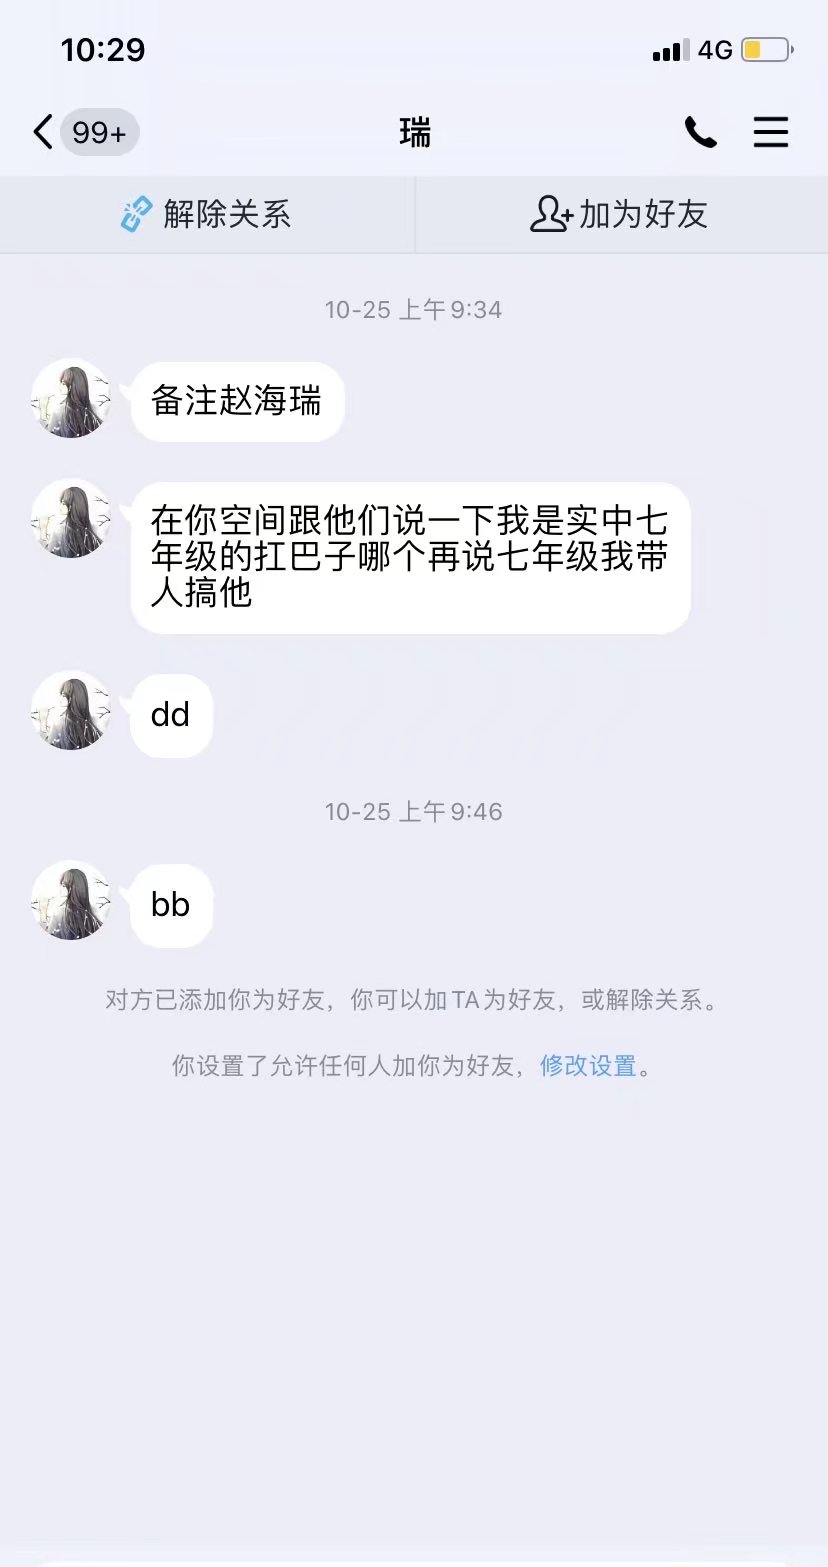 10:29
4G
99+
瑞
解除关系
加为好友
10-25 上午9:34
备注赵海瑞
在你空间跟他们说一下我是实中七
年级的扛巴子哪个再说七年级我带
人搞他
dd
10-25 上午9:46
bb
对方已添加你为好友，你可以加TA为好友，或解除关系。
你设置了允许任何人加你为好友，修改设置。